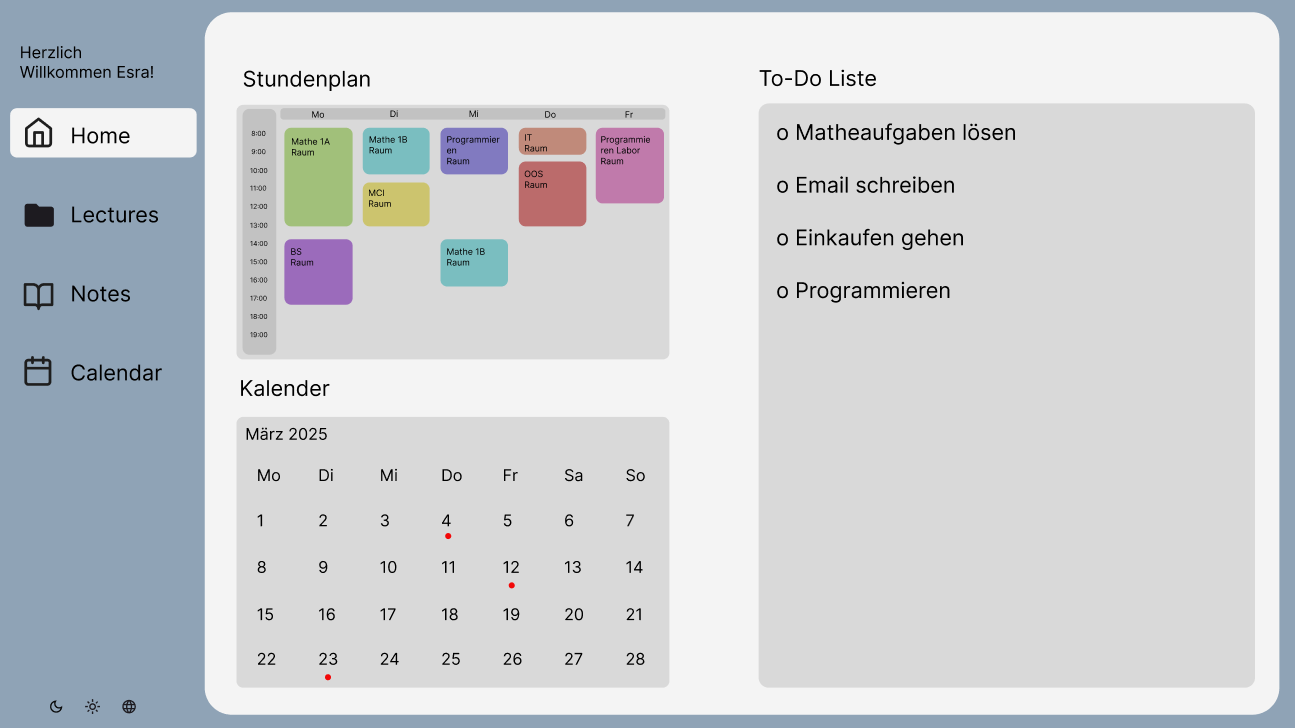 Herzlich
Willkommen Esra!
Home
Lectures
Notes
Calendar
Stundenplan
Mo Di Mi Do Fr
8:00
9:00
10:00
11:00
12:00
13:00
14:00
15:00
16:00
17:00
18:00
19:00
Mathe 1A
Raum
BS
Raum
Mathe 1B
Raum
MCI
Raum
Programmier
en
Raum
Mathe 1B
Raum
IT
Raum
OOS
Raum
Programmie
ren Labor
Raum
Kalender
März 2025
Mo Di Mi Do Fr Sa So
1 2 3 4 5 6 7
8 9 10 11 12 13 14
15 16 17 18 19 20 21
22 23 24 25 26 27 28
To-Do Liste
o Matheaufgaben lösen
o Email schreiben
o Einkaufen gehen
o Programmieren